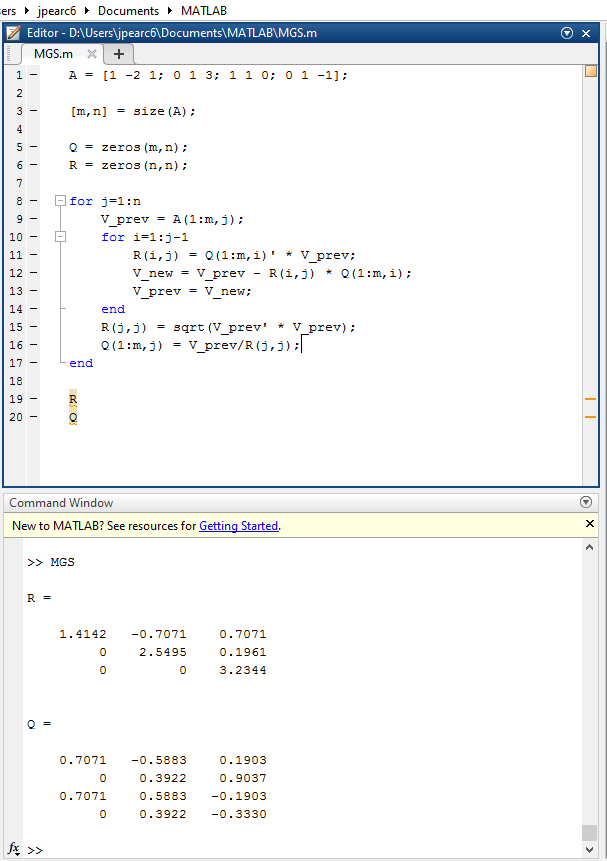 sers jpearc6 Documents MATLAB
Editor - D:\Users\jpearc6\Documents\MATLAB\MGS.m
MGS.m
1 - A = [1 -2 1; 0 1 3; 1 1 0; 0 1 -1];
2
3 - [m,n] = size(A);
4
5 - Q = zeros(m,n);
6 - R = zeros(n,n);
7
8 - for j=1:n
9 - V_prev = A(1:m,j);
10 - for i=1:j-1
11 - R(i,j) = Q(1:m,i)' * V_prev;
12 - V_new = V_prev - R(i,j) * Q(1:m,i);
13 - V_prev = V_new;
14 - end
15 - R(j,j) = sqrt(V_prev' * V_prev);
16 - Q(1:m,j) = V_prev/R(j,j);
17 - end
18
19 - R
20 - Q
Command Window
New to MATLAB? See resources for Getting Started.
>> MGS
R =
1.4142 -0.7071 0.7071
0 2.5495 0.1961
0 0 3.2344
Q =
0.7071 -0.5883 0.1903
0 0.3922 0.9037
0.7071 0.5883 -0.1903
0 0.3922 -0.3330
fx >>